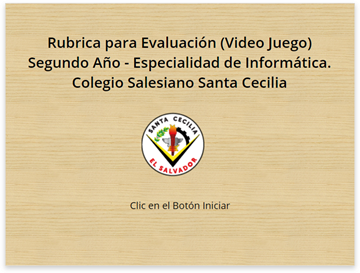 Rubrica para Evaluación (Video Juego)
Segundo Año - Especialidad de Informática.
Colegio Salesiano Santa Cecilia
SANTA CECILIA
EL SALVADOR
Clic en el Botón Iniciar